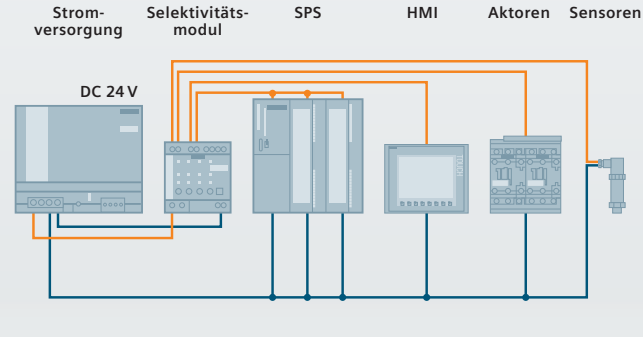 Strom-
versorgung
Selektivitäts-
modul
SPS
HMI
Aktoren
Sensoren
DC 24 V